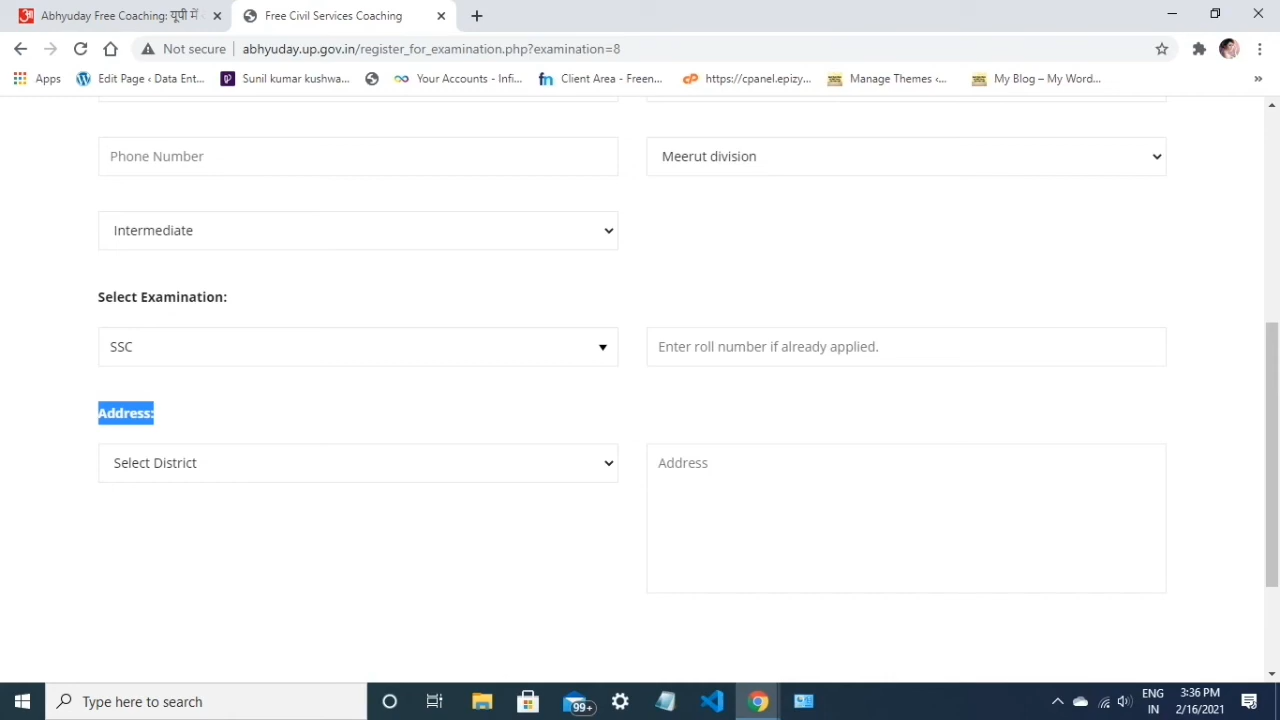 Abhyuday Free Coaching: यूपी में
Free Civil Services Coaching
Not secure
abhyuday.up.gov.in/register_for_examination.php?examination=8
Apps
Edit Page ‹ Data Ent...
Sunil kumar kushwa...
Your Accounts - Infi...
Client Area - Freen...
https://cpanel.epizy...
Manage Themes ‹...
My Blog – My Word...
»
Phone Number
Meerut division
Intermediate
Select Examination:
SSC
Enter roll number if already applied.
Address:
Select District
Address
Type here to search
99+
ENG
IN
3:36 PM
2/16/2021